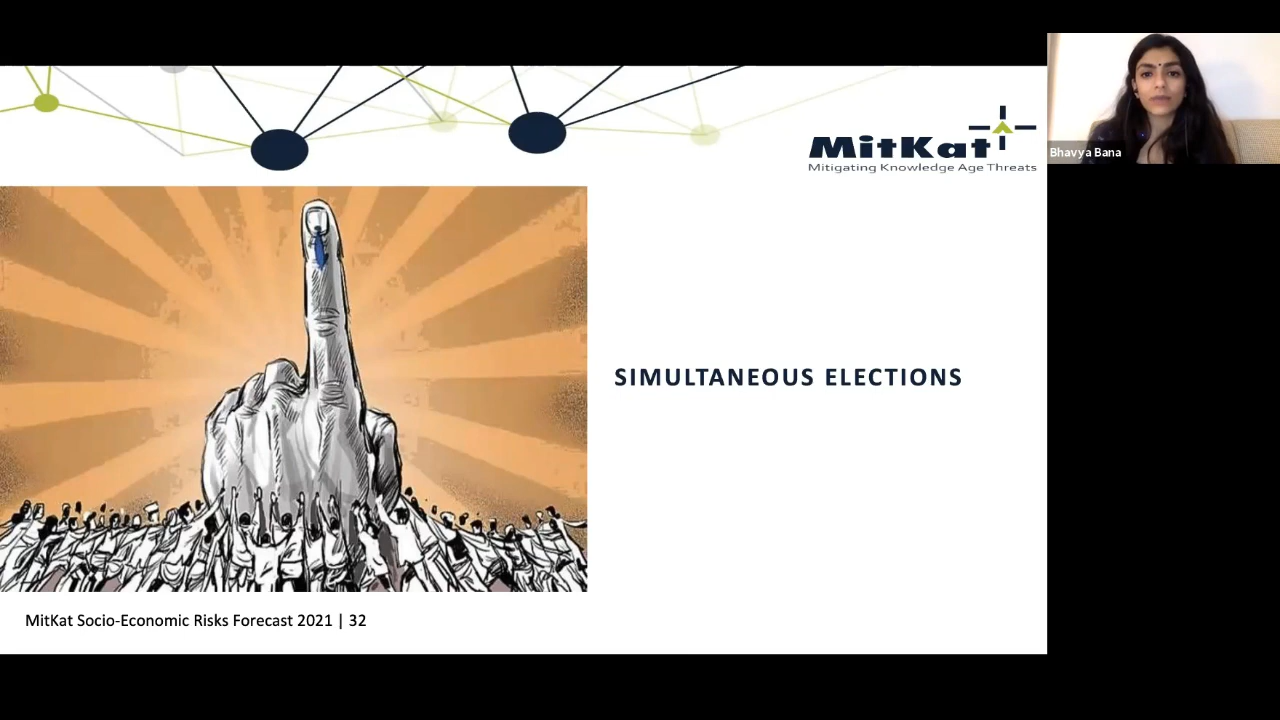 MitKat
Mitigating Knowledge Age Threats
Bhavya Bana
SIMULTANEOUS ELECTIONS
MitKat Socio-Economic Risks Forecast 2021 | 32